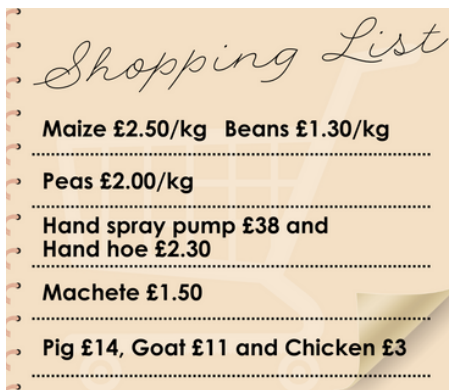 Shopping List
Maize £2.50/kg   Beans £1.30/kg
Peas £2.00/kg
Hand spray pump £38 and
Hand hoe £2.30
Machete £1.50
Pig £14, Goat £11 and Chicken £3